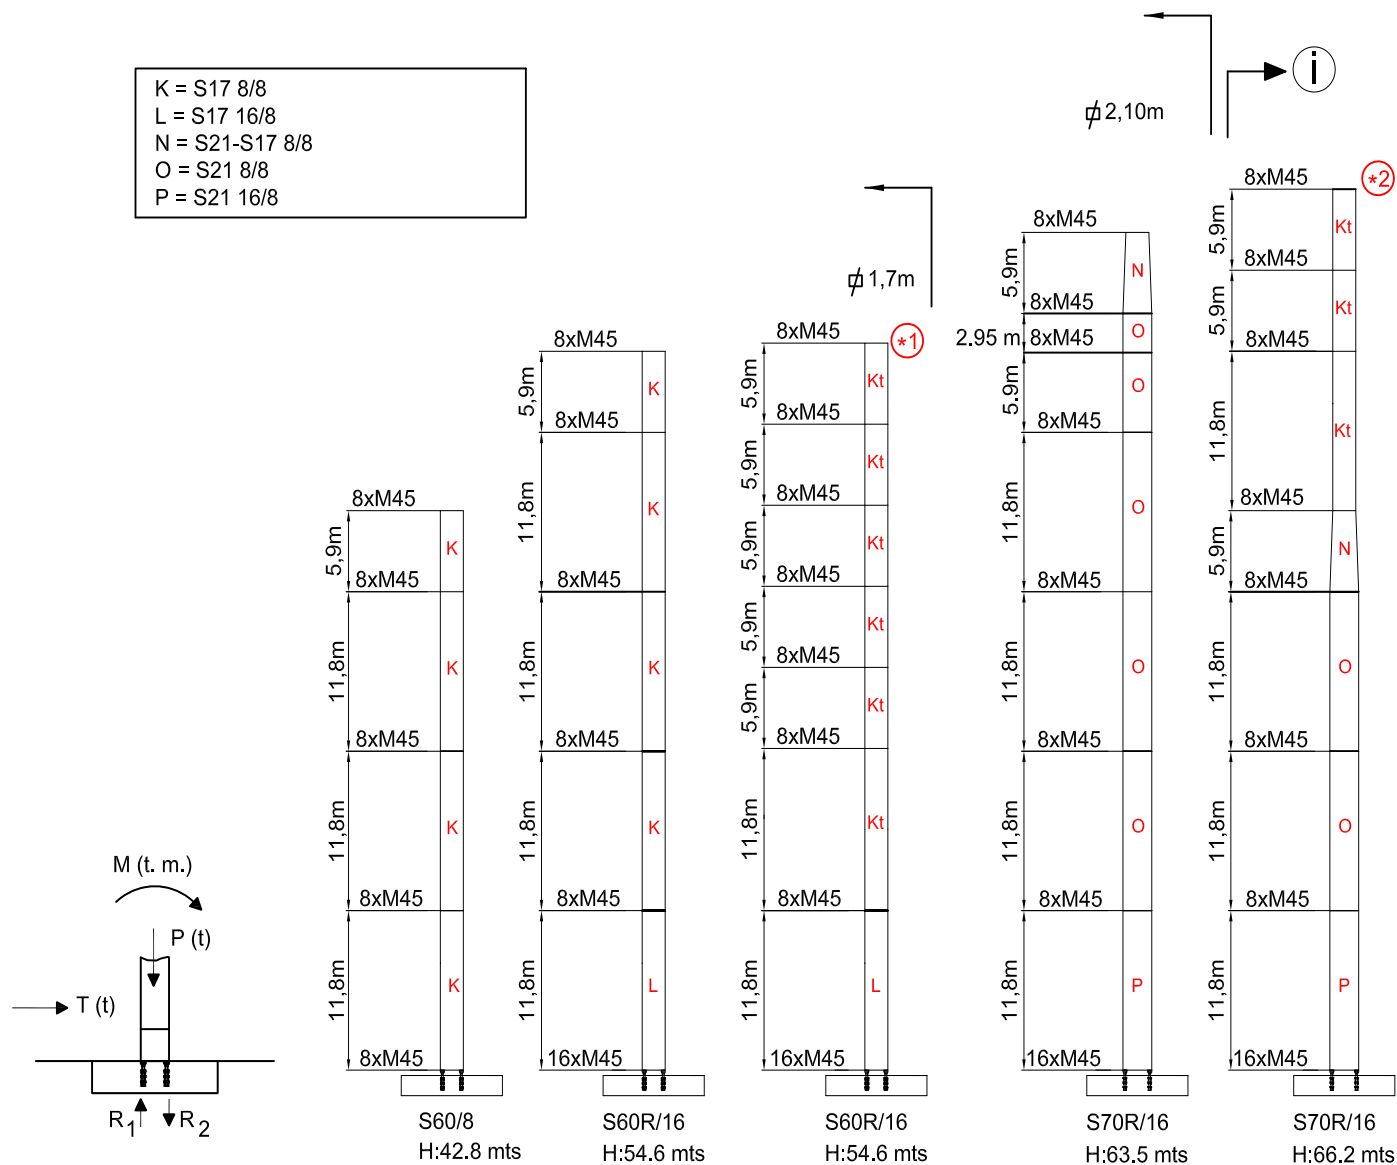 K = S17 8/8
L = S17 16/8
N = S21-S17 8/8
O = S21 8/8
P = S21 16/8
M (t. m.)
P (t)
T (t)
R1
R2
8xM45
5,9m
K
8xM45
11,8m
K
8xM45
11,8m
K
8xM45
11,8m
K
8xM45
S60/8
H:42.8 mts
8xM45
5,9m
K
8xM45
11,8m
K
8xM45
11,8m
K
8xM45
11,8m
K
8xM45
11,8m
L
16xM45
S60R/16
H:54.6 mts
1,7m
8xM45
*1
5,9m
Kt
8xM45
5,9m
Kt
8xM45
5,9m
Kt
8xM45
5,9m
Kt
8xM45
5,9m
Kt
8xM45
11,8m
Kt
8xM45
11,8m
L
16xM45
S60R/16
H:54.6 mts
2,10m
8xM45
5,9m
N
8xM45
2.95 m
O
8xM45
5.9m
O
8xM45
11,8m
O
8xM45
11,8m
O
8xM45
11,8m
O
8xM45
11,8m
P
16xM45
S70R/16
H:63.5 mts
i
8xM45
*2
5,9m
Kt
8xM45
5,9m
Kt
8xM45
11,8m
Kt
8xM45
5,9m
N
8xM45
11,8m
O
8xM45
11,8m
O
8xM45
11,8m
P
16xM45
S70R/16
H:66.2 mts